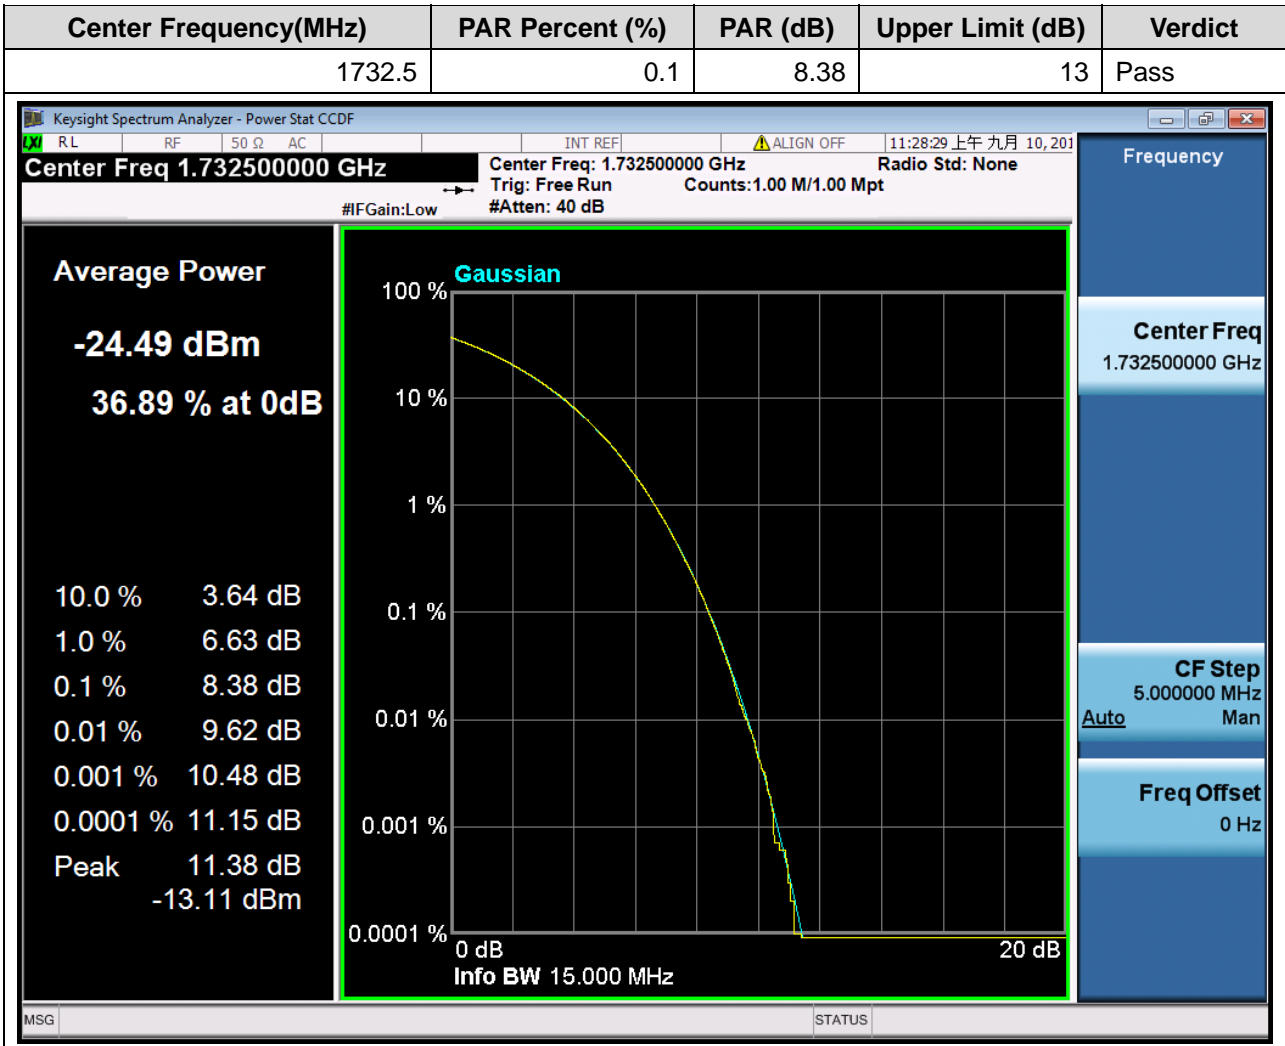 Center Frequency(MHz) PAR Percent (%) PAR (dB) Upper Limit (dB) Verdict
1732.5 0.1 8.38 13 Pass
Keysight Spectrum Analyzer - Power Stat CCDF
LXI RL RF 50 Ω AC INT REF ALIGN OFF 11:28:29 上午 九月 10, 201
Center Freq 1.732500000 GHz
Center Freq: 1.732500000 GHz Radio Std: None
Trig: Free Run Counts:1.00 M/1.00 Mpt
#IFGain:Low #Atten: 40 dB
Average Power
-24.49 dBm
36.89 % at 0dB
10.0 % 3.64 dB
1.0 % 6.63 dB
0.1 % 8.38 dB
0.01 % 9.62 dB
0.001 % 10.48 dB
0.0001 % 11.15 dB
Peak 11.38 dB
-13.11 dBm
Gaussian
100 %
10 %
1 %
0.1 %
0.01 %
0.001 %
0.0001 %
0 dB 20 dB
Info BW 15.000 MHz
Frequency
Center Freq
1.732500000 GHz
CF Step
5.000000 MHz
Auto Man
Freq Offset
0 Hz
MSG STATUS